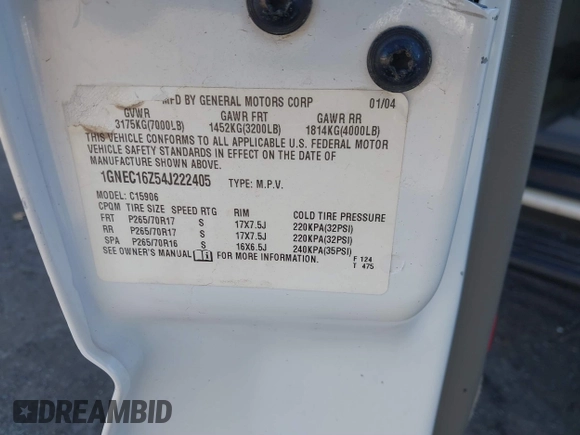 MFD BY GENERAL MOTORS CORP 01/04
GVWR GAWR FRT GAWR RR
3175KG(7000LB) 1452KG(3200LB) 1814KG(4000LB)
THIS VEHICLE CONFORMS TO ALL APPLICABLE U.S. FEDERAL MOTOR
VEHICLE SAFETY STANDARDS IN EFFECT ON THE DATE OF
MANUFACTURE SHOWN ABOVE.
1GNEC16Z54J222405 TYPE: M.P.V.
MODEL: C15906
CPQM TIRE SIZE SPEED RTG RIM COLD TIRE PRESSURE
FRT P265/70R17 S 17X7.5J 220KPA(32PSI)
RR P265/70R17 S 17X7.5J 220KPA(32PSI)
SPA P265/70R16 S 16X6.5J 240KPA(35PSI)
SEE OWNER'S MANUAL FOR MORE INFORMATION.
F 124
T 475
DREAMBID